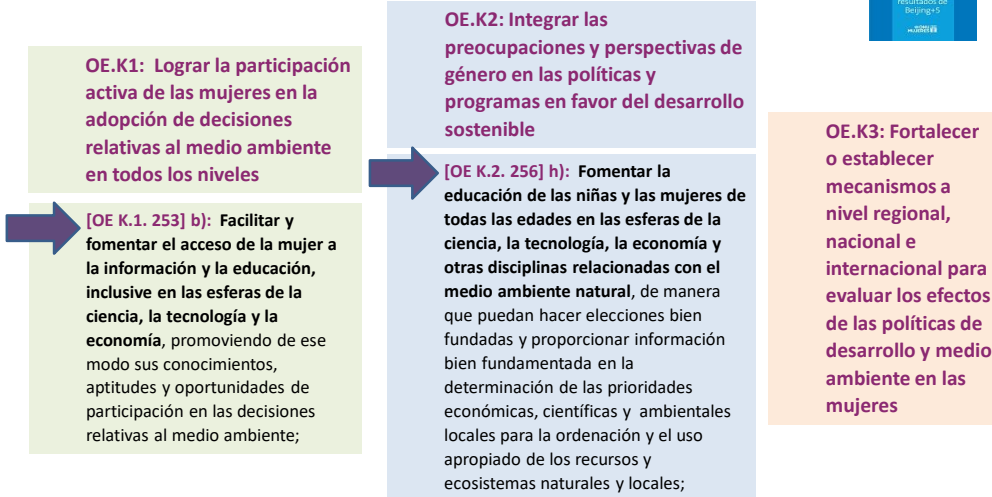 resultados de
Beijing+5
MUJERES
OE.K1: Lograr la participación
activa de las mujeres en la
adopción de decisiones
relativas al medio ambiente
en todos los niveles
[OE K.1. 253] b): Facilitar y
fomentar el acceso de la mujer a
la información y la educación,
inclusive en las esferas de la
ciencia, la tecnología y la
economía, promoviendo de ese
modo sus conocimientos,
aptitudes y oportunidades de
participación en las decisiones
relativas al medio ambiente;
OE.K2: Integrar las
preocupaciones y perspectivas de
género en las políticas y
programas en favor del desarrollo
sostenible
[OE K.2. 256] h): Fomentar la
educación de las niñas y las mujeres de
todas las edades en las esferas de la
ciencia, la tecnología, la economía y
otras disciplinas relacionadas con el
medio ambiente natural, de manera
que puedan hacer elecciones bien
fundadas y proporcionar información
bien fundamentada en la
determinación de las prioridades
económicas, científicas y ambientales
locales para la ordenación y el uso
apropiado de los recursos y
ecosistemas naturales y locales;
OE.K3: Fortalecer
o establecer
mecanismos a
nivel regional,
nacional e
internacional para
evaluar los efectos
de las políticas de
desarrollo y medio
ambiente en las
mujeres